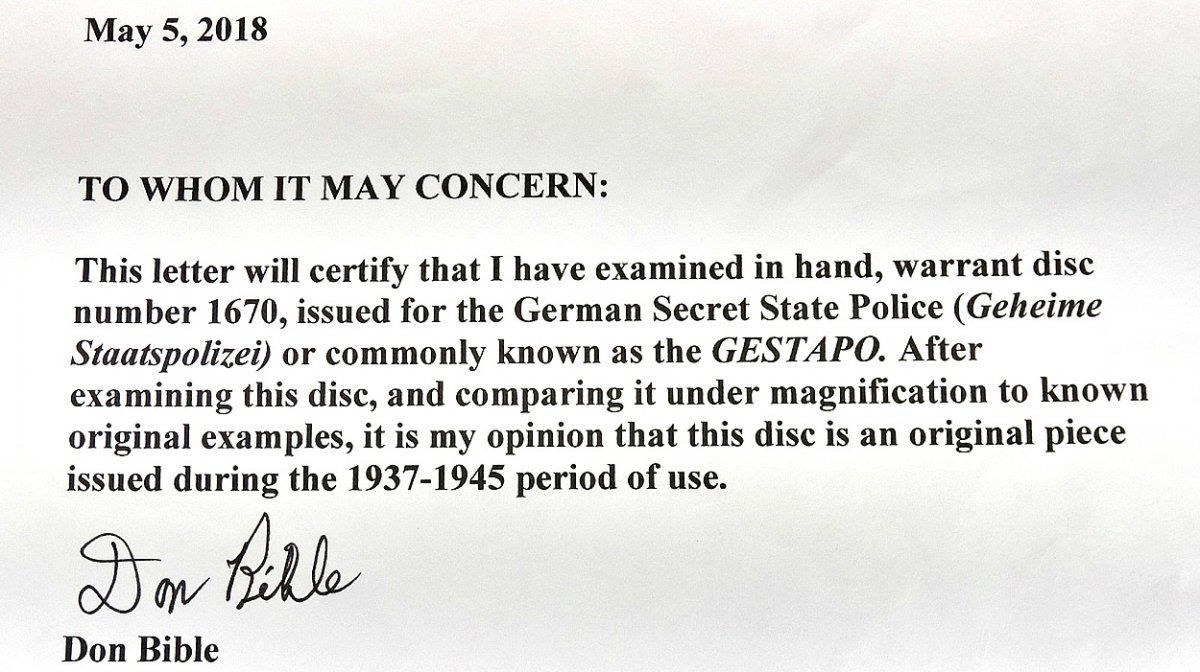 May 5, 2018
TO WHOM IT MAY CONCERN:
This letter will certify that I have examined in hand, warrant disc
number 1670, issued for the German Secret State Police (Geheime
Staatspolizei) or commonly known as the GESTAPO. After
examining this disc, and comparing it under magnification to known
original examples, it is my opinion that this disc is an original piece
issued during the 1937-1945 period of use.
Don Bible
Don Bible